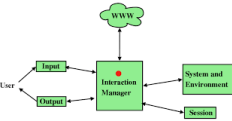 WWW
Input
User
Output
Interaction
Manager
System and
Environment
Session